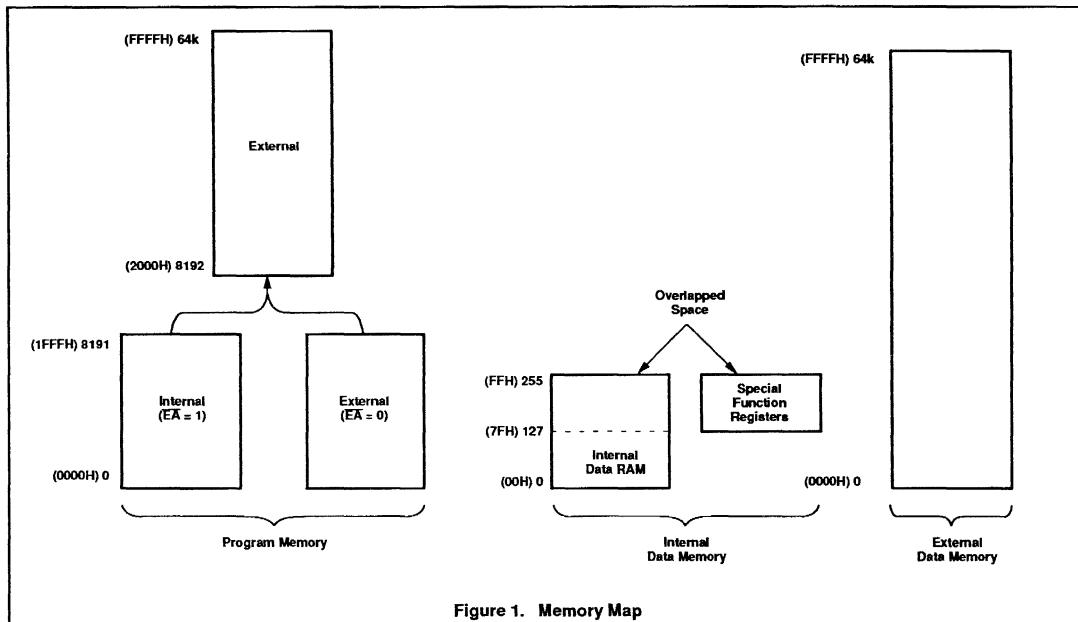 (FFFFH) 64k
External
(2000H) 8192
(1FFFH) 8191
Internal
(EA = 1)
External
(EA = 0)
(0000H) 0
Program Memory
Overlapped
Space
(FFH) 255
Special
Function
Registers
(7FH) 127
Internal
Data RAM
(00H) 0
Internal
Data Memory
(FFFFH) 64k
(0000H) 0
External
Data Memory
Figure 1. Memory Map